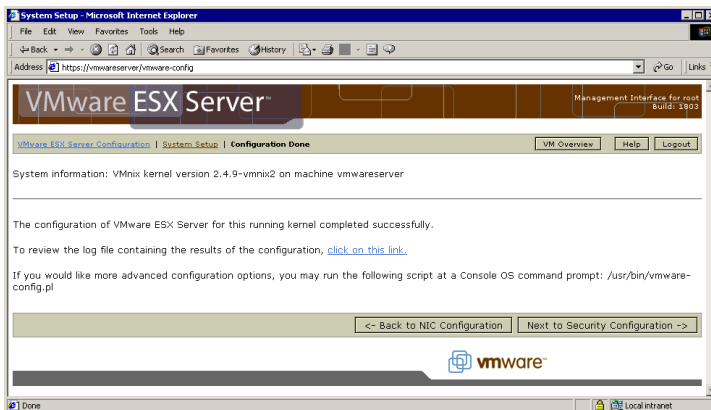 System Setup - Microsoft Internet Explorer
File Edit View Favorites Tools Help
Back Search Favorites History
Address https://vmwareserver/vmware-config Go Links
VMware ESX Server™
Management Interface for root
Build: 1803
VMware ESX Server Configuration | System Setup | Configuration Done VM Overview Help Logout
System information: VMnix kernel version 2.4.9-vmnix2 on machine vmwareserver
The configuration of VMware ESX Server for this running kernel completed successfully.
To review the log file containing the results of the configuration, click on this link.
If you would like more advanced configuration options, you may run the following script at a Console OS command prompt: /usr/bin/vmware-
config.pl
<- Back to NIC Configuration Next to Security Configuration ->
vmware™
Done Local intranet